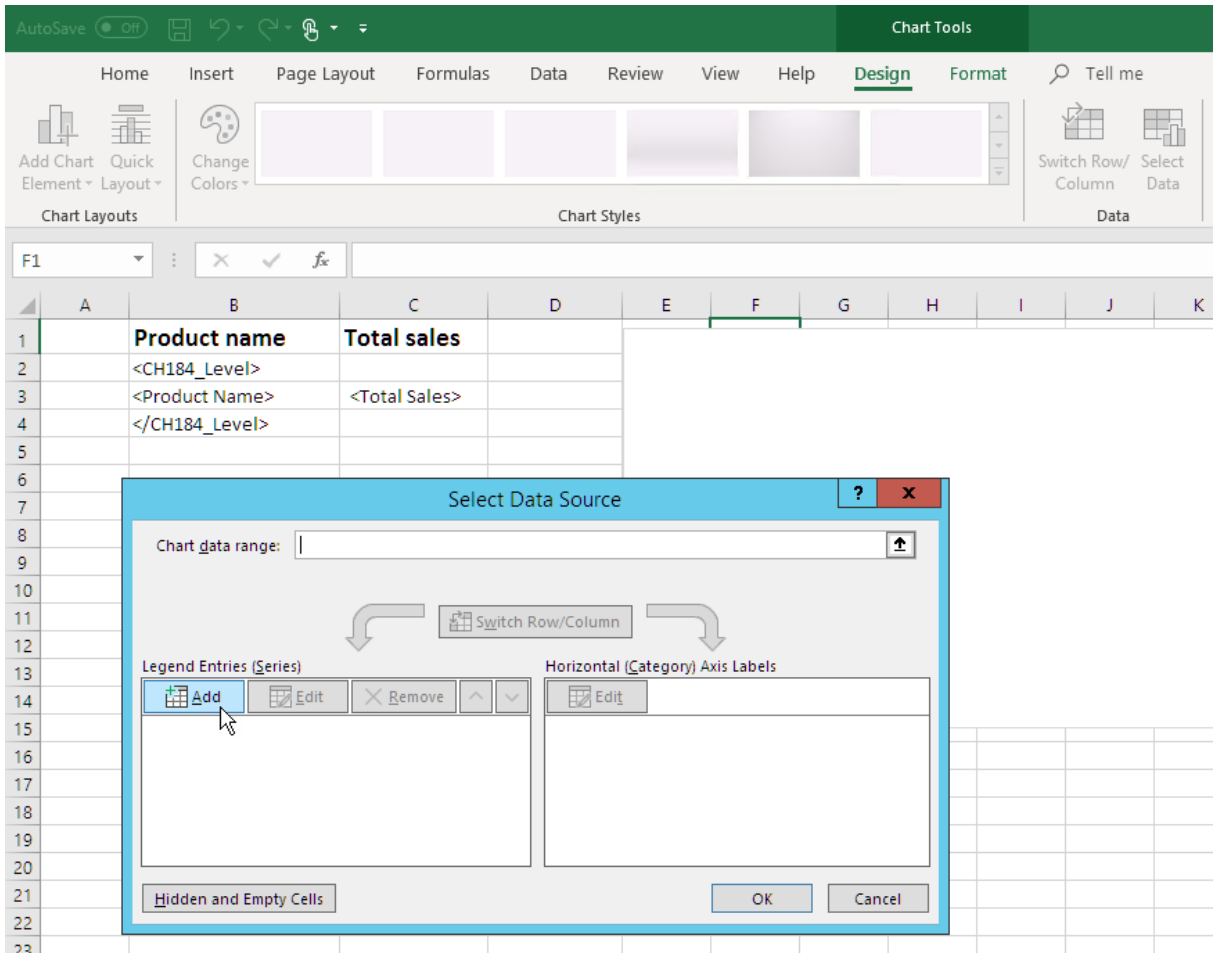 AutoSave Off Chart Tools
Home Insert Page Layout Formulas Data Review View Help Design Format Tell me
Add Chart Element Quick Layout Change Colors Switch Row/ Column Select Data
Chart Layouts Chart Styles Data
F1 fx
A B C D E F G H I J K
1 Product name Total sales
2 <CH184_Level>
3 <Product Name> <Total Sales>
4 </CH184_Level>
5
6
Select Data Source ? x
7
8 Chart data range:
9
10
11 Switch Row/Column
12
13 Legend Entries (Series) Horizontal (Category) Axis Labels
14 Add Edit Remove Edit
15
16
17
18
19
20
21 Hidden and Empty Cells OK Cancel
22
23